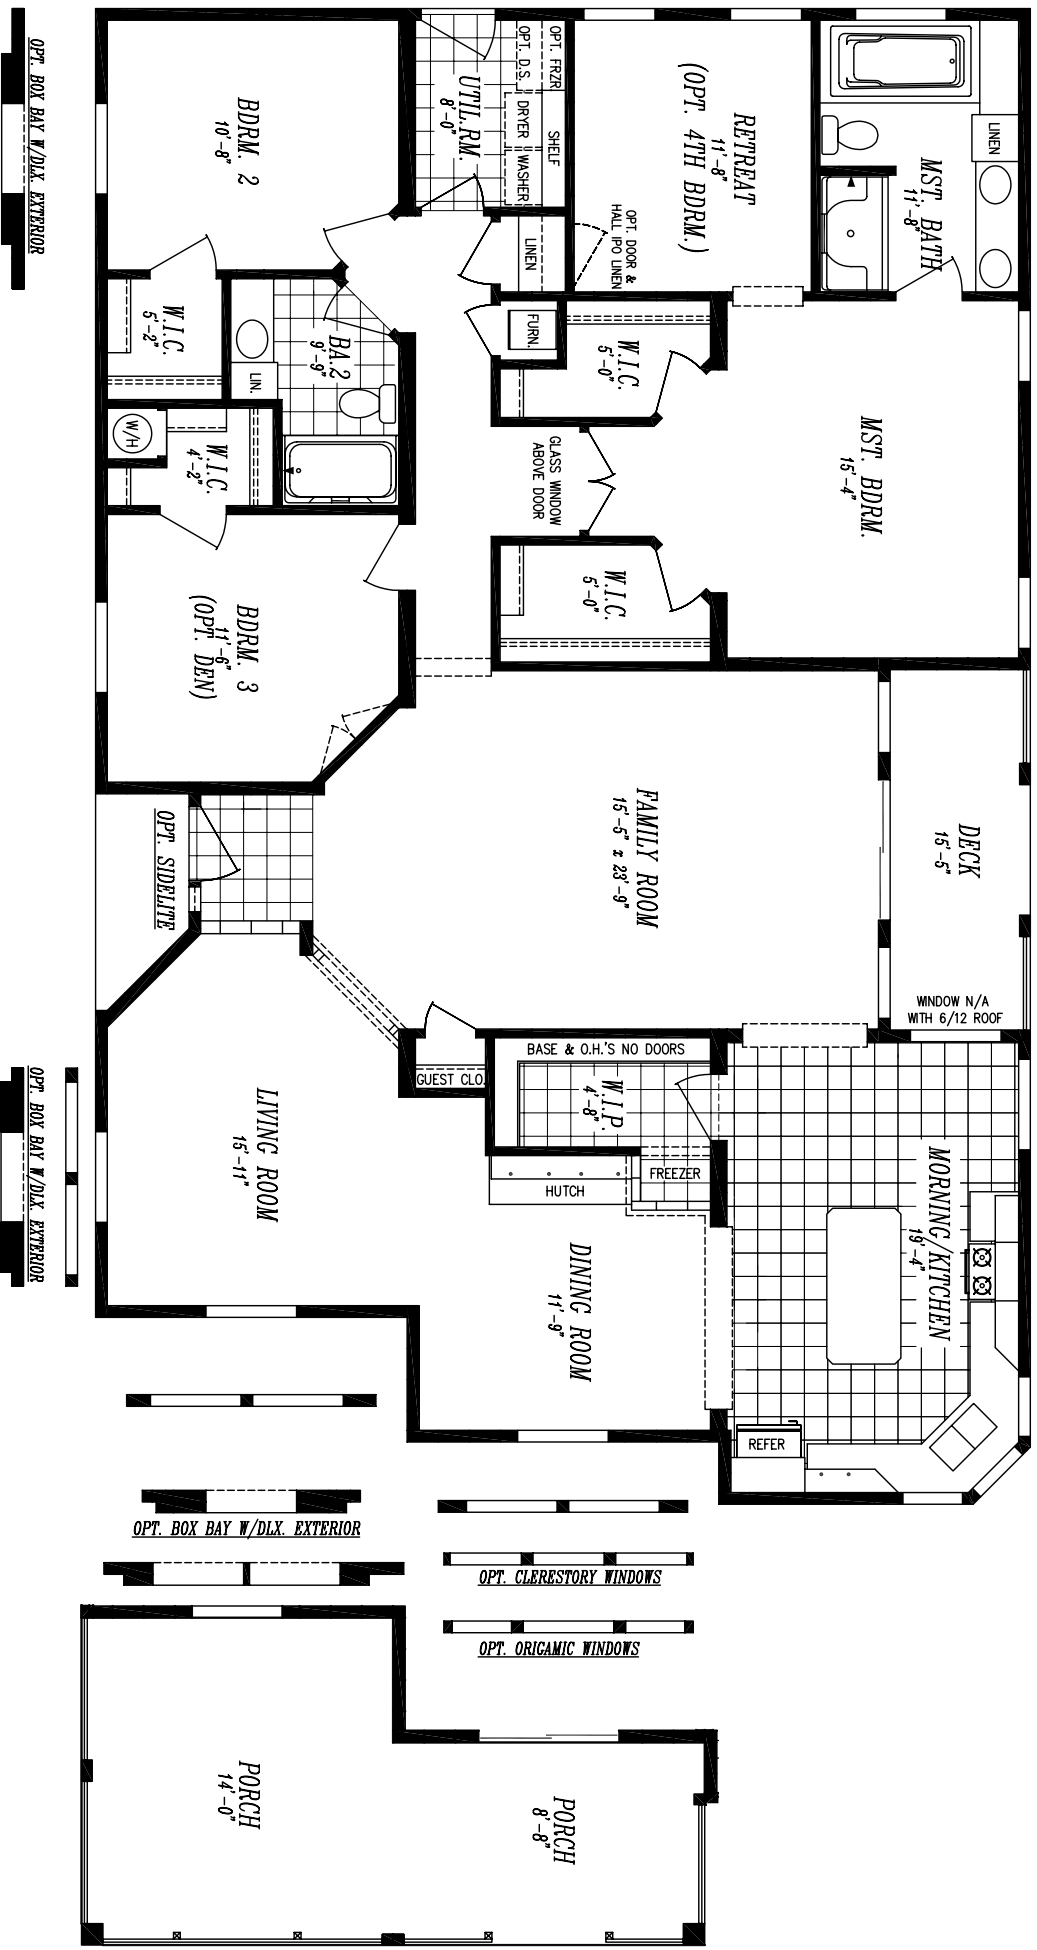 OPT. BOX BAY W/DLX. EXTERIOR
BDRM. 2
10'-8"
UTIL.RM.
8'-0"
OPT. D.S.
OPT. FRZR
DRYER
WASHER
SHELF
RETREAT
11'-8"
(OPT. 4TH BDRM.)
OPT. DOOR &
HALL IPO LINEN
LINEN
MST. BATH
11'-8"
LINEN
W.I.C.
5'-2"
BA.2
9'-9"
LIN.
FURN.
W.I.C.
5'-0"
W/H
W.I.C.
4'-2"
GLASS WINDOW
ABOVE DOOR
MST. BDRM.
15'-4"
W.I.C.
5'-0"
BDRM. 3
11'-6"
(OPT. DEN)
OPT. SIDELITE
FAMILY ROOM
15'-5" x 23'-9"
DECK
15'-5"
WINDOW N/A
WITH 6/12 ROOF
GUEST CLO.
BASE & O.H.'S NO DOORS
W.I.P.
4'-8"
FREEZER
HUTCH
OPT. BOX BAY W/DLX. EXTERIOR
LIVING ROOM
15'-11"
DINING ROOM
11'-9"
MORNING/KITCHEN
19'-4"
REFER
OPT. BOX BAY W/DLX. EXTERIOR
OPT. CLERESTORY WINDOWS
OPT. ORIGAMIC WINDOWS
PORCH
14'-0"
PORCH
8'-8"